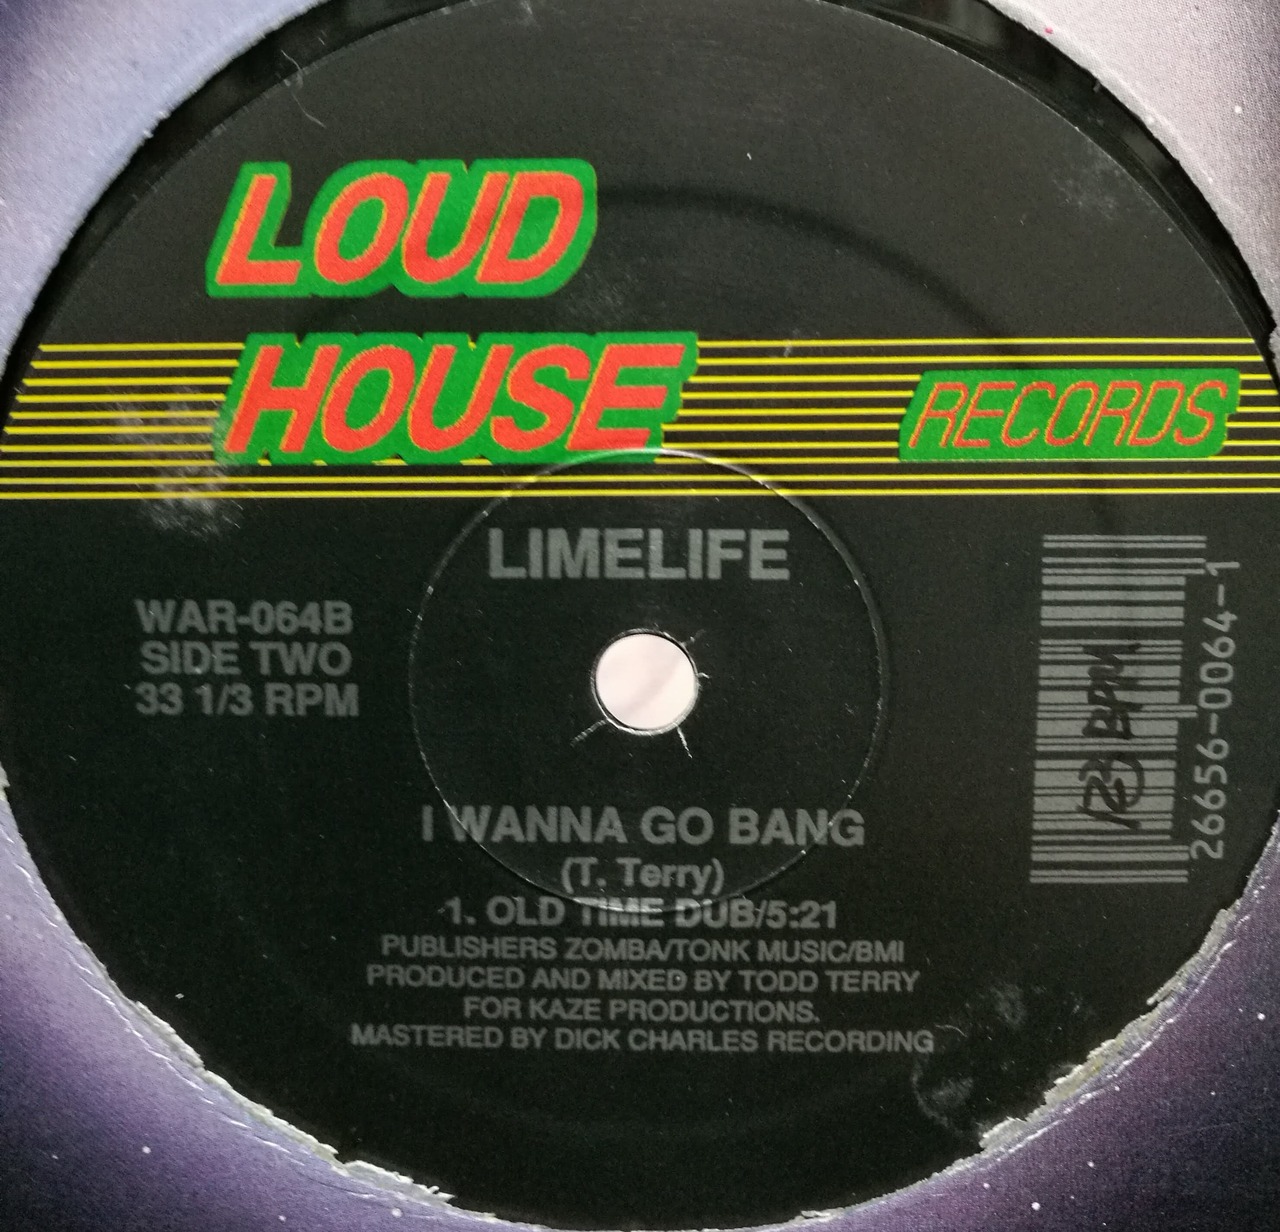 LOUD
HOUSE
RECORDS
LIMELIFE
WAR-064B
SIDE TWO
33 1/3 RPM
26656-0064-1
123 BPM
I WANNA GO BANG
(T. Terry)
1. OLD TIME DUB/5:21
PUBLISHERS ZOMBA/TONK MUSIC/BMI
PRODUCED AND MIXED BY TODD TERRY
FOR KAZE PRODUCTIONS.
MASTERED BY DICK CHARLES RECORDING